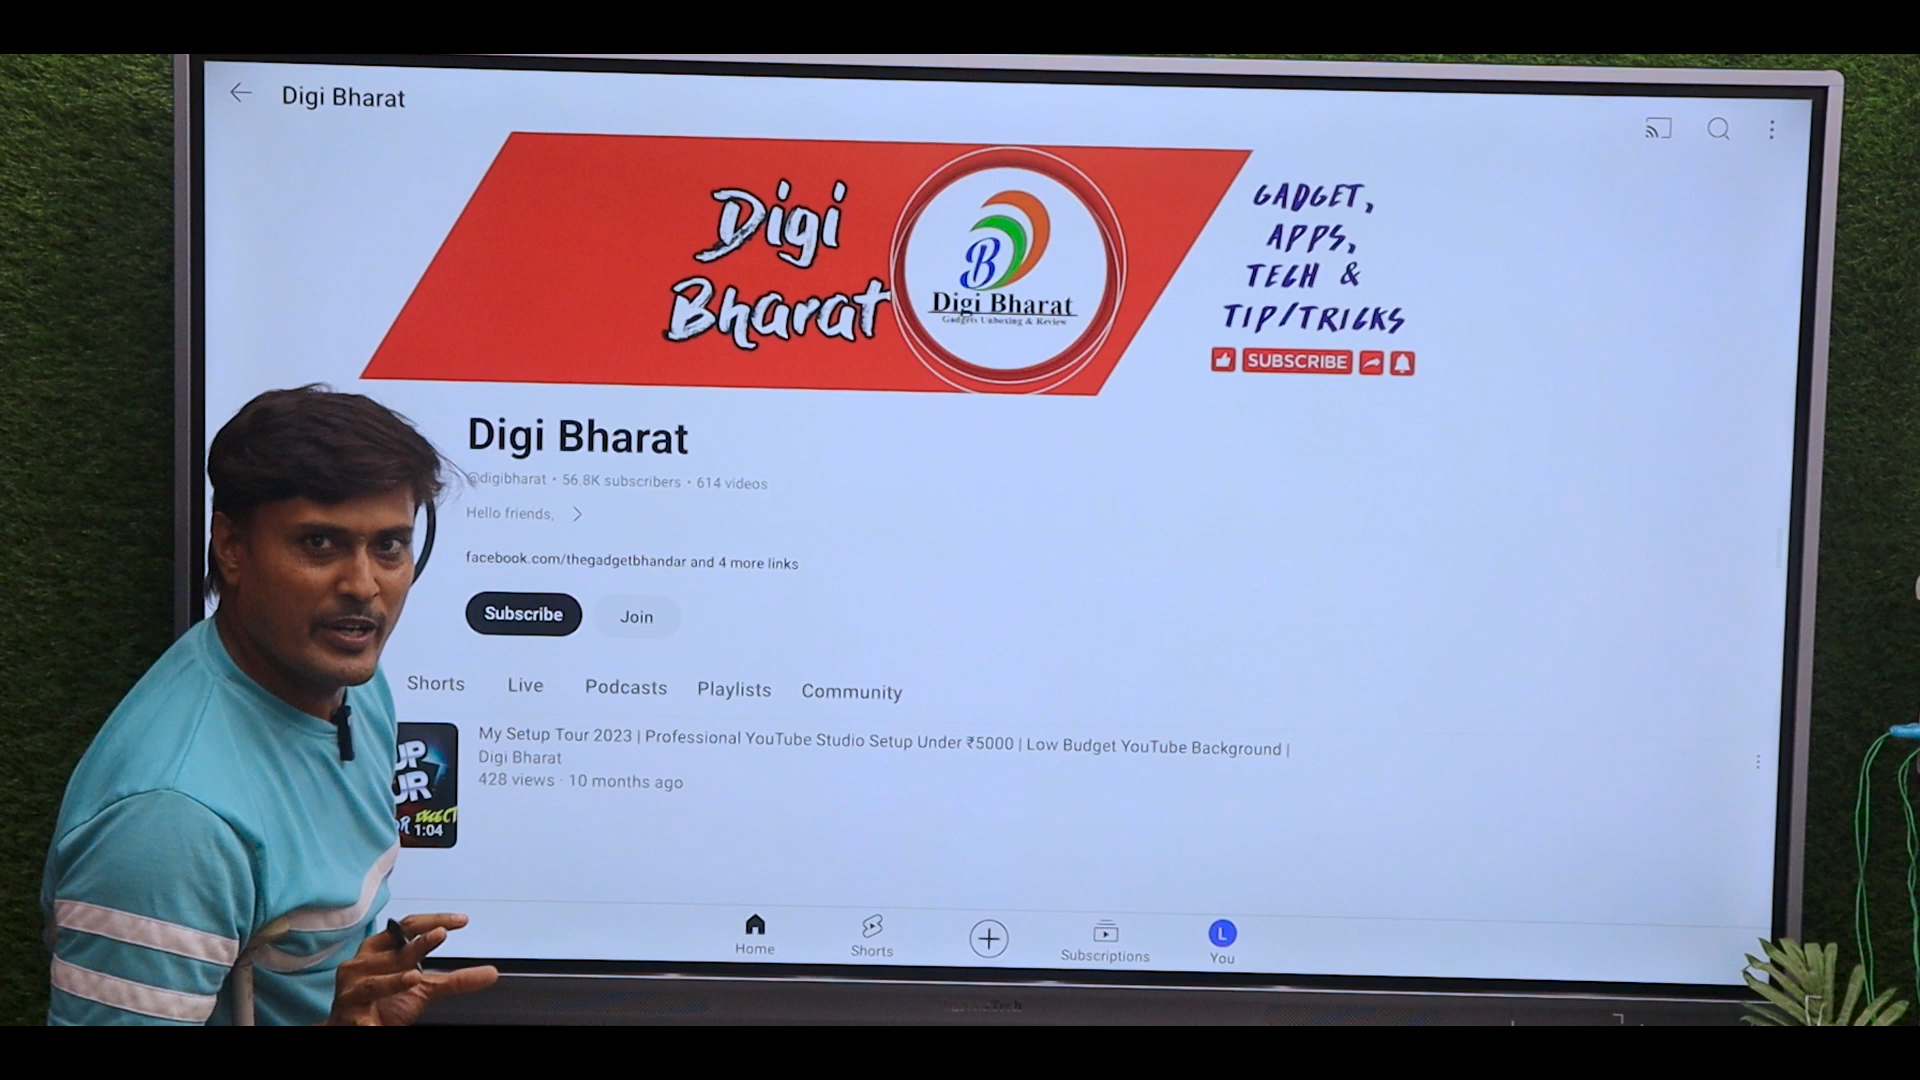 Digi Bharat
Digi
Bharat
B
Digi Bharat
Gadgets Unboxing & Review
GADGET,
APPS,
TECH &
TIP/TRICKS
SUBSCRIBE
Digi Bharat
@digibharat • 56.8K subscribers • 614 videos
Hello friends,
facebook.com/thegadgetbhandar and 4 more links
Subscribe Join
Shorts Live Podcasts Playlists Community
My Setup Tour 2023 | Professional YouTube Studio Setup Under ₹5000 | Low Budget YouTube Background |
Digi Bharat
428 views · 10 months ago
1:04
Home Shorts Subscriptions L You